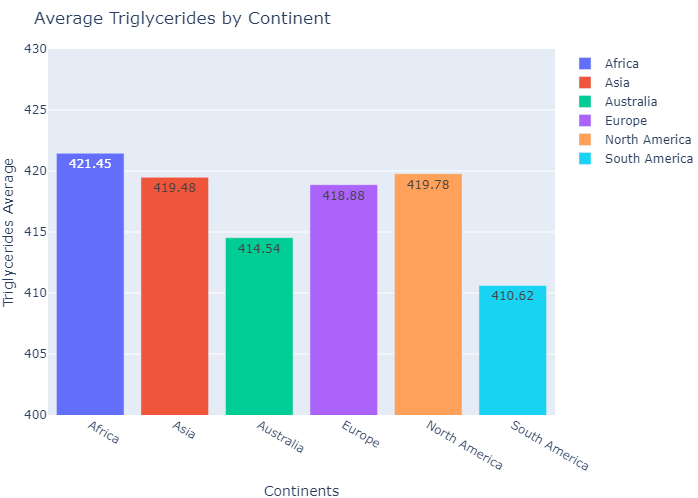 Average Triglycerides by Continent
430
425
420
415
410
405
400
Triglycerides Average
421.45
419.48
414.54
418.88
419.78
410.62
Africa
Asia
Australia
Europe
North America
South America
Continents
Africa
Asia
Australia
Europe
North America
South America